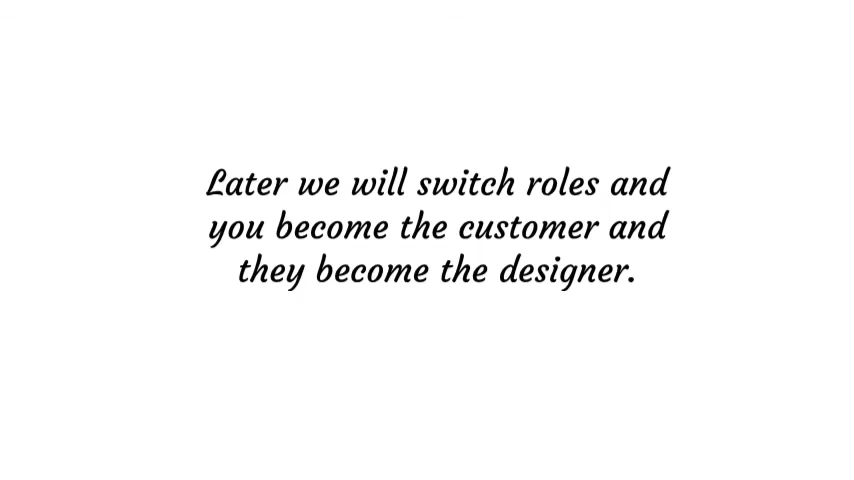 Later we will switch roles and
you become the customer and
they become the designer.